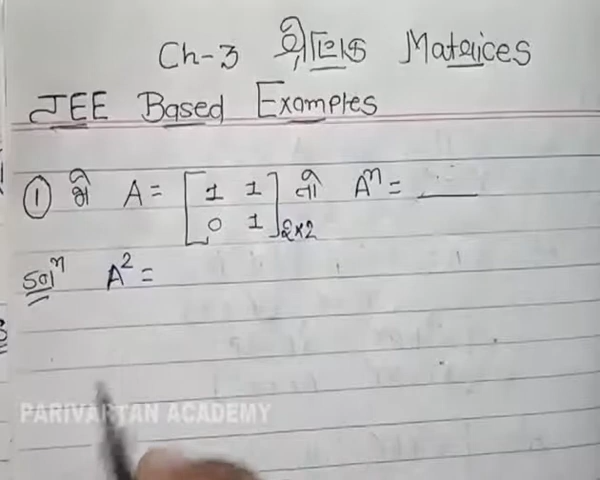 Ch-3 શ્રેણિક Matrices
JEE Based Examples
① જો A = [1 1 તો Aⁿ = ___
0 1]2×2
Solⁿ A² =
PARIVARTAN ACADEMY